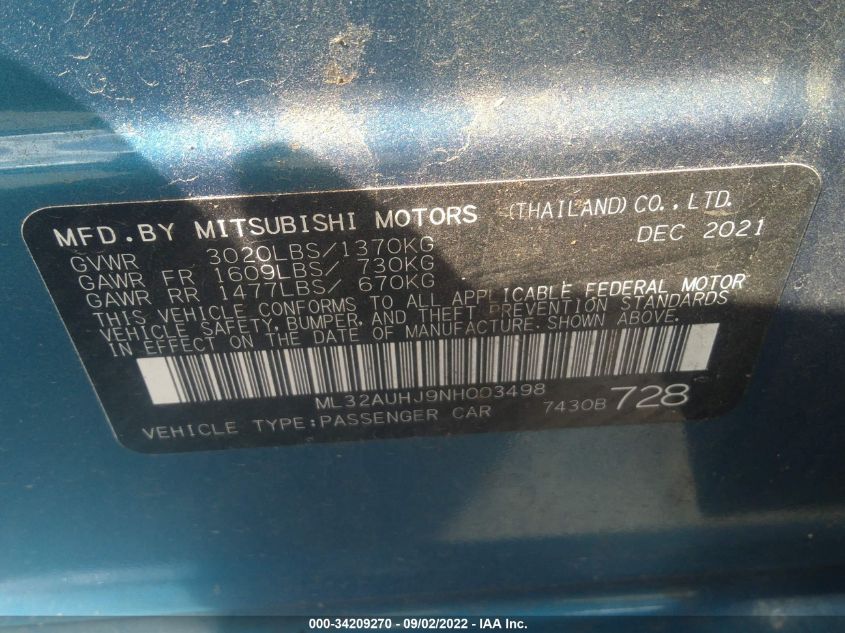 MFD.BY MITSUBISHI MOTORS (THAILAND)CO.,LTD.
GVWR 3020LBS/1370KG DEC 2021
GAWR FR 1609LBS/ 730KG
GAWR RR 1477LBS/ 670KG
THIS VEHICLE CONFORMS TO ALL APPLICABLE FEDERAL MOTOR
VEHICLE SAFETY, BUMPER, AND THEFT PREVENTION STANDARDS
IN EFFECT ON THE DATE OF MANUFACTURE SHOWN ABOVE.
ML32AUHJ9NH003498
VEHICLE TYPE:PASSENGER CAR 7430B 728
000-34209270 - 09/02/2022 - IAA Inc.